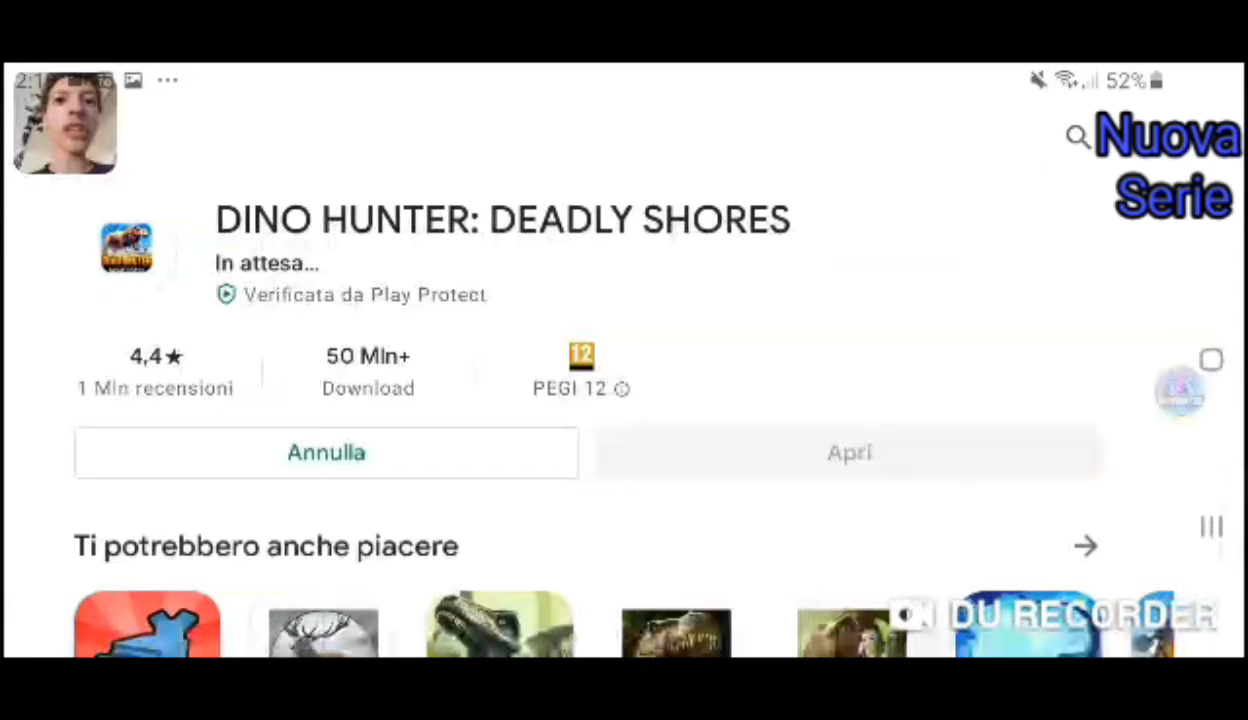 52%
Nuova
Serie
DINO HUNTER: DEADLY SHORES
In attesa...
Verificata da Play Protect
4,4★
1 Mln recensioni
50 Mln+
Download
12
PEGI 12
Annulla
Apri
Ti potrebbero anche piacere
DU RECORDER